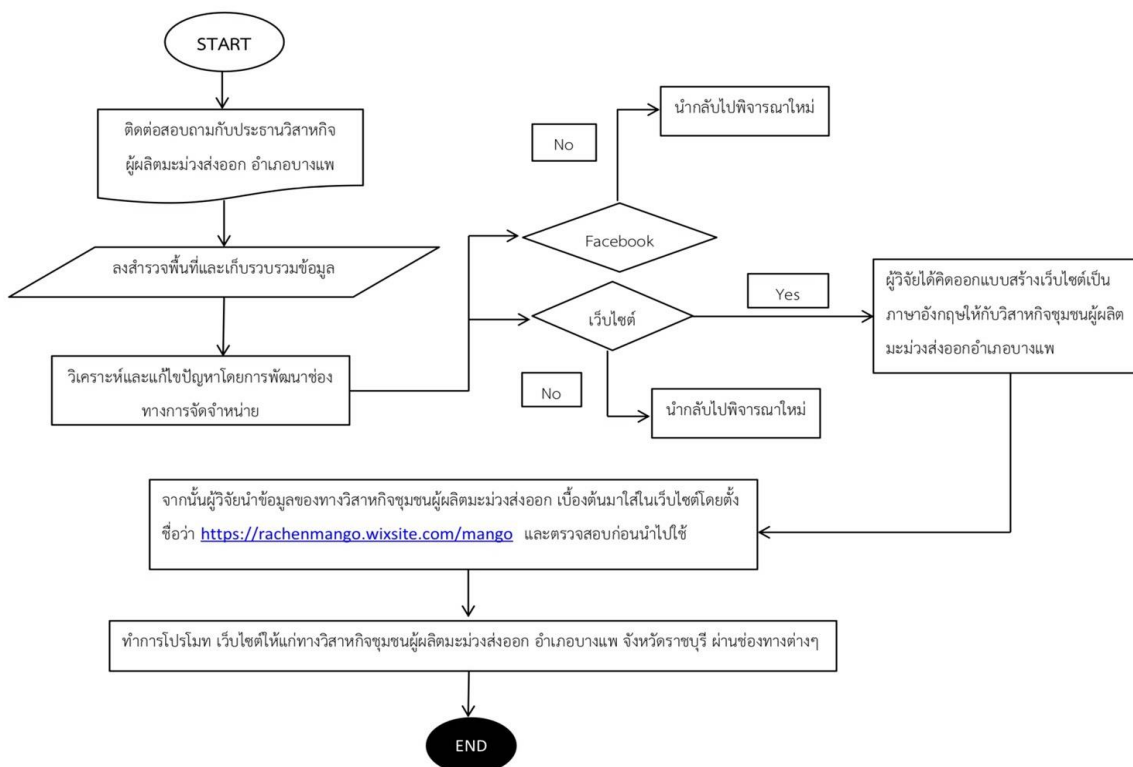 START
ติดต่อสอบถามกับประธานวิสาหกิจ
ผู้ผลิตมะม่วงส่งออก อำเภอบางแพ
ลงสำรวจพื้นที่และเก็บรวบรวมข้อมูล
วิเคราะห์และแก้ไขปัญหาโดยการพัฒนาช่อง
ทางการจัดจำหน่าย
นำกลับไปพิจารณาใหม่
No
Facebook
เว็บไซต์
Yes
ผู้วิจัยได้คิดออกแบบสร้างเว็บไซต์เป็น
ภาษาอังกฤษให้กับวิสาหกิจชุมชนผู้ผลิต
มะม่วงส่งออกอำเภอบางแพ
No
นำกลับไปพิจารณาใหม่
จากนั้นผู้วิจัยนำข้อมูลของทางวิสาหกิจชุมชนผู้ผลิตมะม่วงส่งออก เบื้องต้นมาใส่ในเว็บไซต์โดยตั้ง
ชื่อว่า https://rachenmango.wixsite.com/mango และตรวจสอบก่อนนำไปใช้
ทำการโปรโมท เว็บไซต์ให้แก่ทางวิสาหกิจชุมชนผู้ผลิตมะม่วงส่งออก อำเภอบางแพ จังหวัดราชบุรี ผ่านช่องทางต่างๆ
END